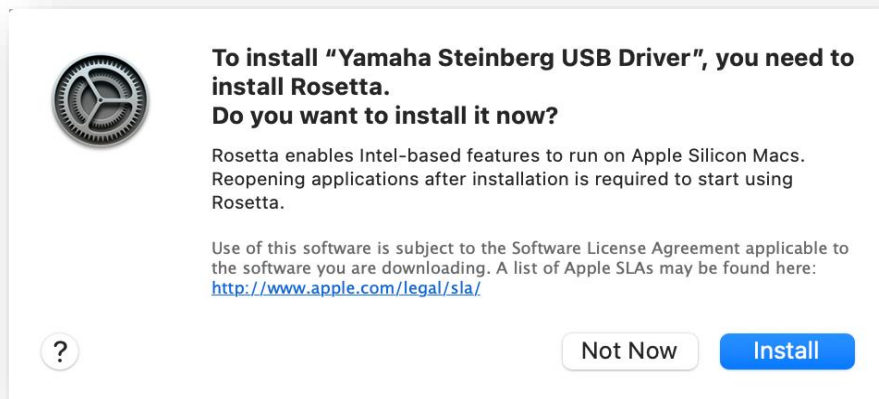 To install “Yamaha Steinberg USB Driver”, you need to
install Rosetta.
Do you want to install it now?
Rosetta enables Intel-based features to run on Apple Silicon Macs.
Reopening applications after installation is required to start using
Rosetta.
Use of this software is subject to the Software License Agreement applicable to
the software you are downloading. A list of Apple SLAs may be found here:
http://www.apple.com/legal/sla/
?
Not Now
Install